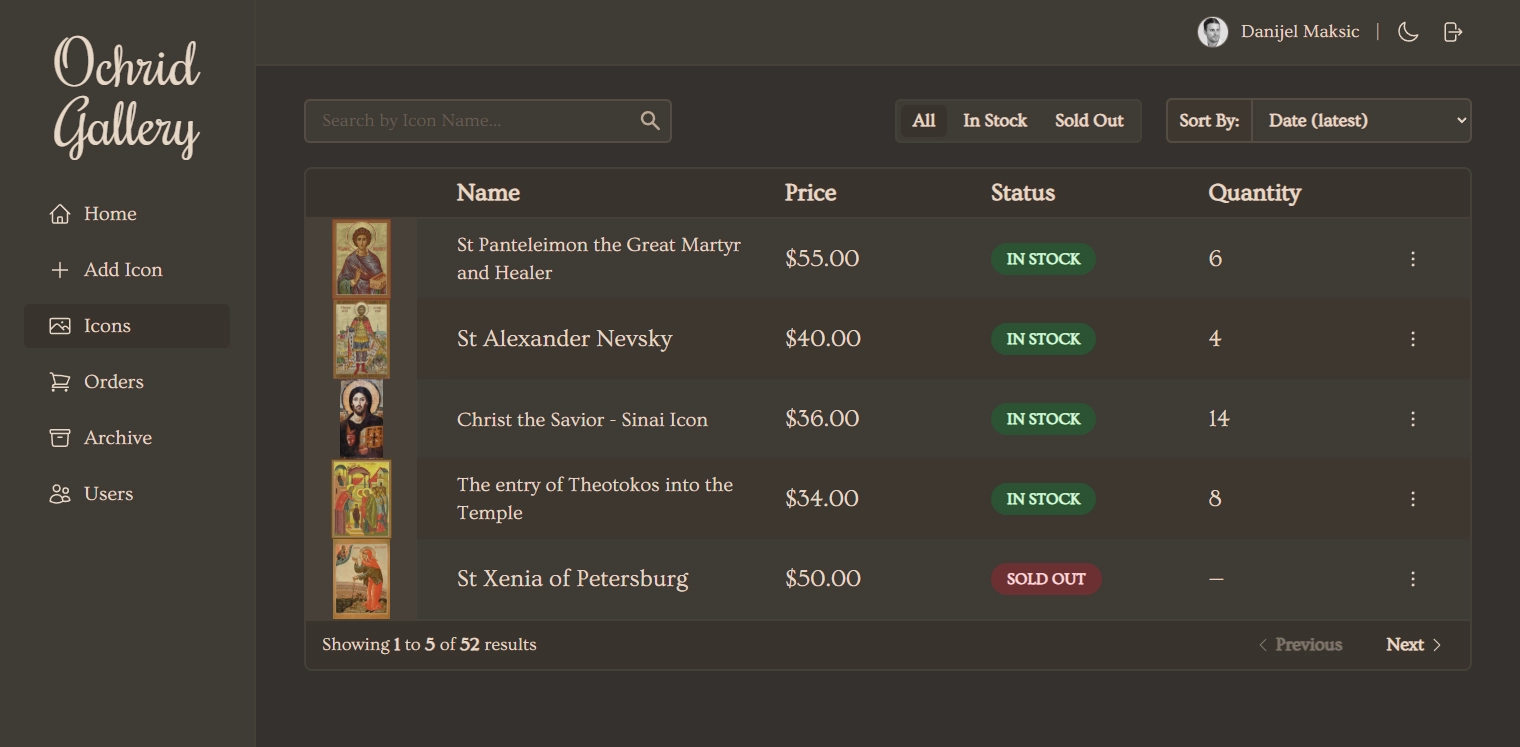 Ochrid
Gallery
Home
Add Icon
Icons
Orders
Archive
Users
Danijel Maksic |
Search by Icon Name...
All In Stock Sold Out
Sort By: Date (latest)
Name Price Status Quantity
St Panteleimon the Great Martyr
and Healer
$55.00 IN STOCK 6
St Alexander Nevsky $40.00 IN STOCK 4
Christ the Savior - Sinai Icon $36.00 IN STOCK 14
The entry of Theotokos into the
Temple
$34.00 IN STOCK 8
St Xenia of Petersburg $50.00 SOLD OUT —
Showing 1 to 5 of 52 results
Previous Next